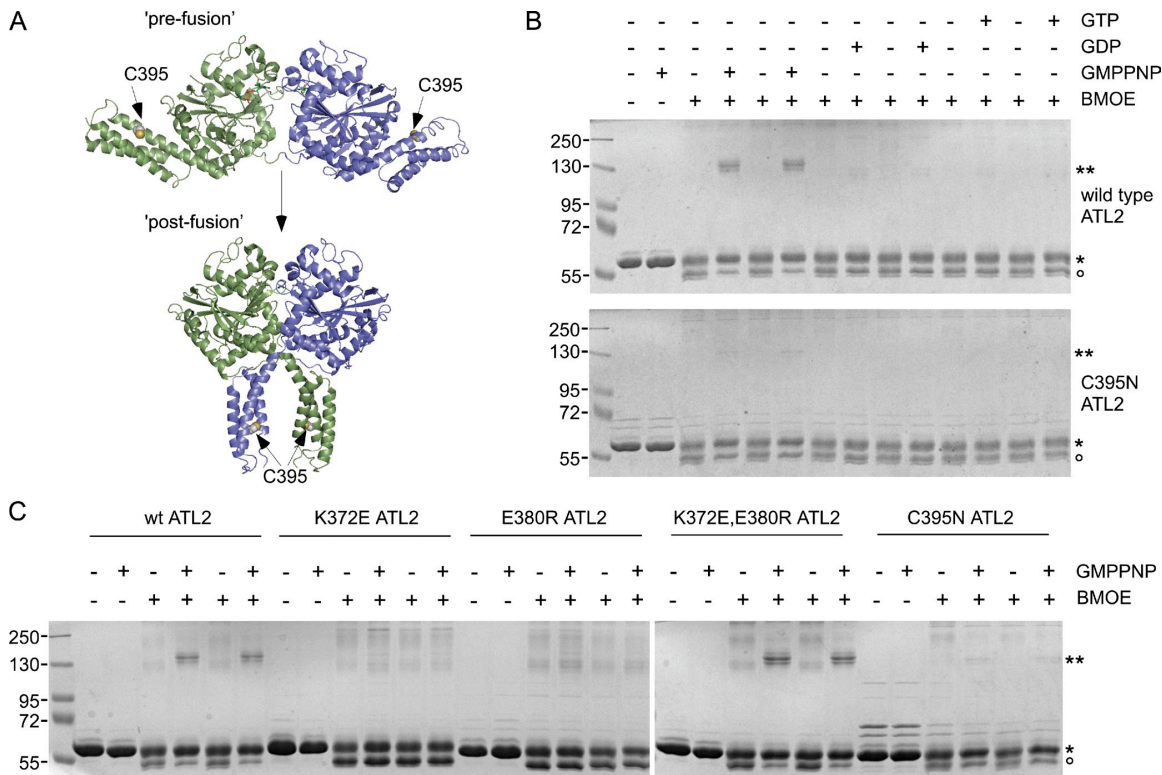 A
'pre-fusion'
C395
C395
'post-fusion'
C395
B
- - - - - - - - - - + - + GTP
- - - - - - + - + - - - - GDP
- + - + - + - - - - - - - GMPPNP
- - + + + + + + + + + + + BMOE
250
130
95
72
55
**
wild type
ATL2
*
°
250
130
95
72
55
**
C395N
ATL2
*
°
C
wt ATL2 K372E ATL2 E380R ATL2 K372E,E380R ATL2 C395N ATL2
- + - + - + - + - + - + - + - + - + - + - + - + - + - + - + GMPPNP
- - + + + + - - + + + + - - + + + + - - + + + + - - + + + + BMOE
250
130
95
72
55
**
*
°